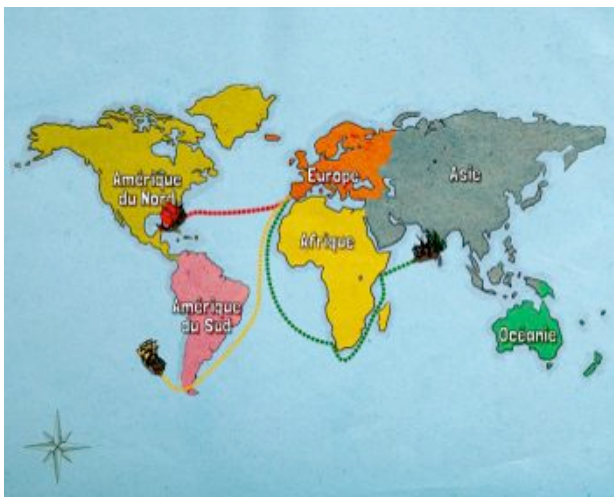 Amérique
du Nord
Europe
Asie
Afrique
Amérique
du Sud
Océanie